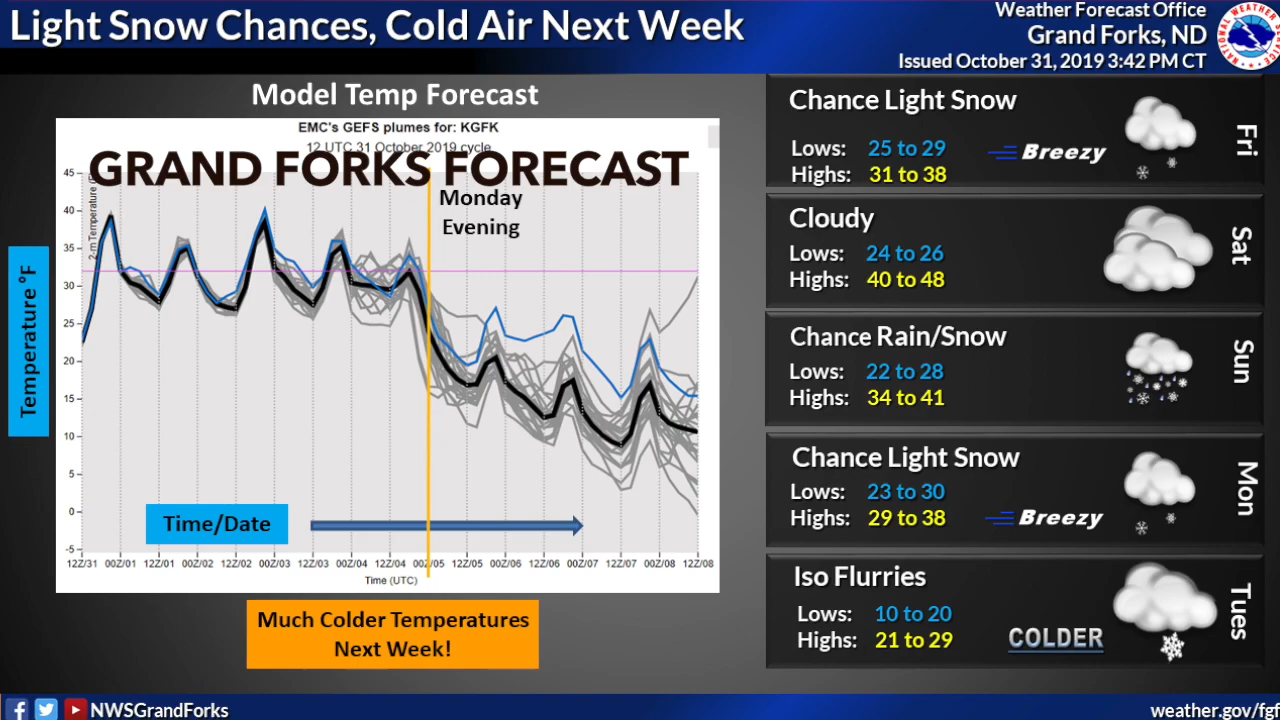 Light Snow Chances, Cold Air Next Week
Weather Forecast Office
Grand Forks, ND
Issued October 31, 2019 3:42 PM CT
NATIONAL WEATHER SERVICE
Model Temp Forecast
EMC's GEFS plumes for: KGFK
12 UTC 31 October 2019 cycle
GRAND FORKS FORECAST
Monday
Evening
Temperature °F
2-m Temperature
45
40
35
30
25
20
15
10
5
0
-5
Time/Date
12Z/31 00Z/01 12Z/01 00Z/02 12Z/02 00Z/03 12Z/03 00Z/04 12Z/04 00Z/05 12Z/05 00Z/06 12Z/06 00Z/07 12Z/07 00Z/08 12Z/08
Time (UTC)
Much Colder Temperatures
Next Week!
Chance Light Snow
Lows: 25 to 29
Highs: 31 to 38
Breezy
Fri
Cloudy
Lows: 24 to 26
Highs: 40 to 48
Sat
Chance Rain/Snow
Lows: 22 to 28
Highs: 34 to 41
Sun
Chance Light Snow
Lows: 23 to 30
Highs: 29 to 38
Breezy
Mon
Iso Flurries
Lows: 10 to 20
Highs: 21 to 29
COLDER
Tues
NWSGrandForks
weather.gov/fgf